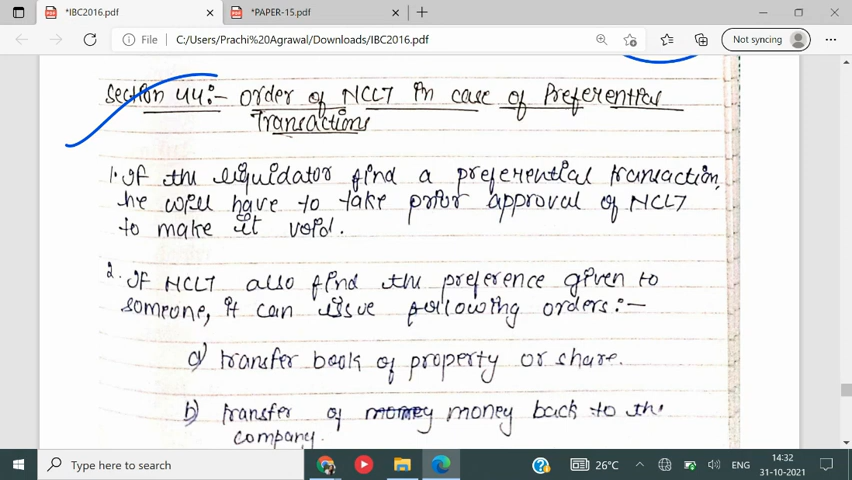 *IBC2016.pdf
*PAPER-15.pdf
File
C:/Users/Prachi%20Agrawal/Downloads/IBC2016.pdf
Not syncing
Section 44:- Order of NCLT in case of Preferential
Transactions
1. If the liquidator find a preferential transaction,
he will have to take prior approval of NCLT
to make it void.
2. If NCLT also find the preference given to
someone, it can issue following orders:-
a) transfer book of property or share.
b) transfer of money money back to the
company.
Type here to search
26°C
ENG
14:32
31-10-2021